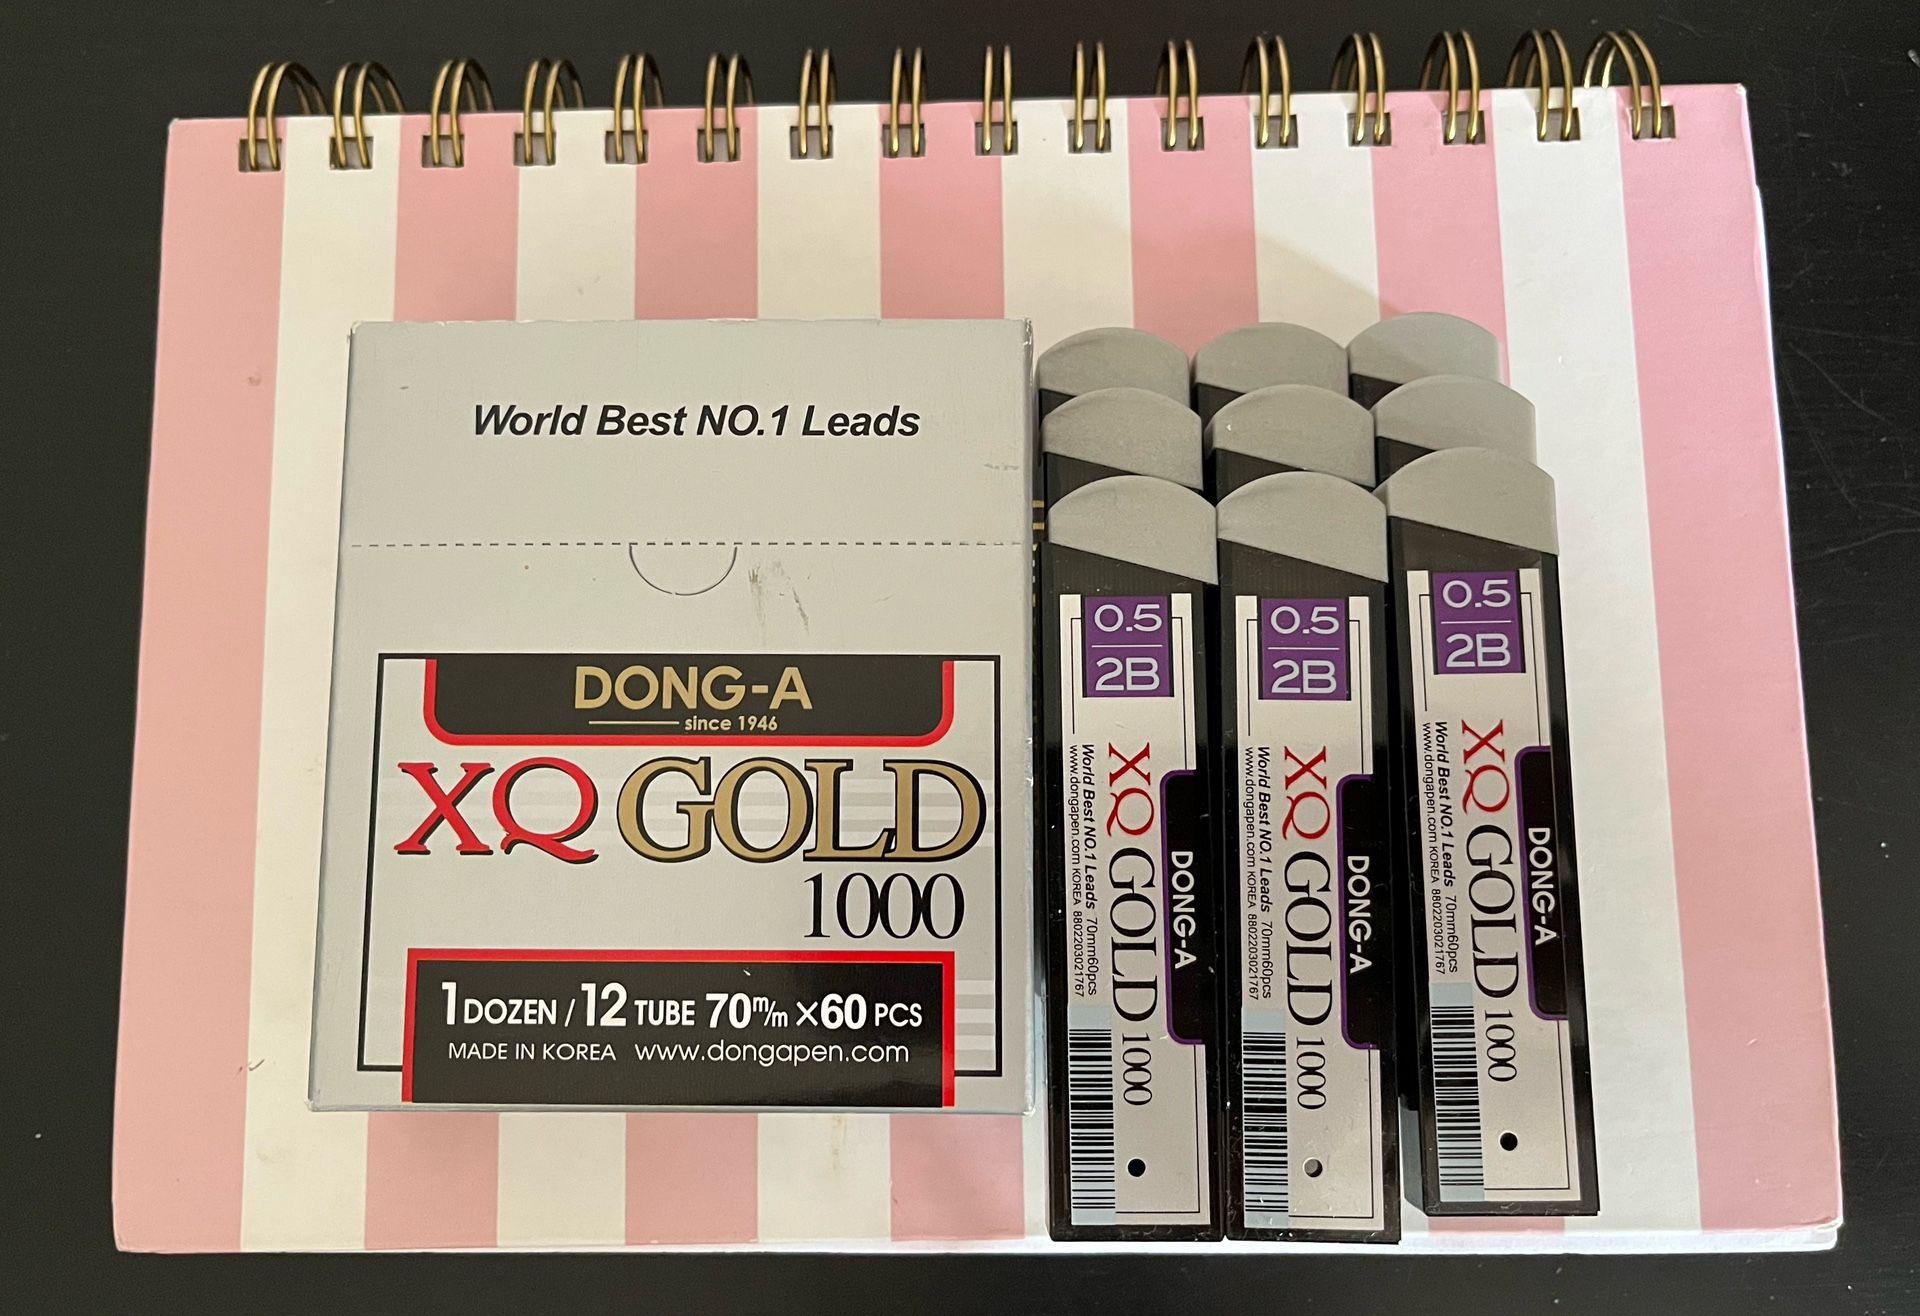 World Best NO.1 Leads
DONG-A
since 1946
XQ GOLD
1000
1 DOZEN / 12 TUBE 70m/m ×60 PCS
MADE IN KOREA www.dongapen.com
0.5
2B
DONG-A
XQ GOLD 1000
World Best NO.1 Leads 70mm60pcs
www.dongapen.com KOREA 8802203021767
0.5
2B
DONG-A
XQ GOLD 1000
World Best NO.1 Leads 70mm60pcs
www.dongapen.com KOREA 8802203021767
0.5
2B
DONG-A
XQ GOLD 1000
World Best NO.1 Leads 70mm60pcs
www.dongapen.com KOREA 8802203021767